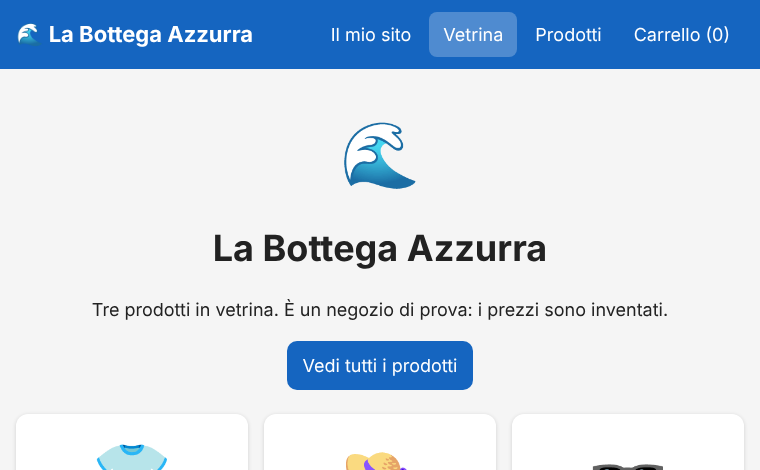 La Bottega Azzurra
Il mio sito
Vetrina
Prodotti
Carrello (0)
La Bottega Azzurra
Tre prodotti in vetrina. È un negozio di prova: i prezzi sono inventati.
Vedi tutti i prodotti